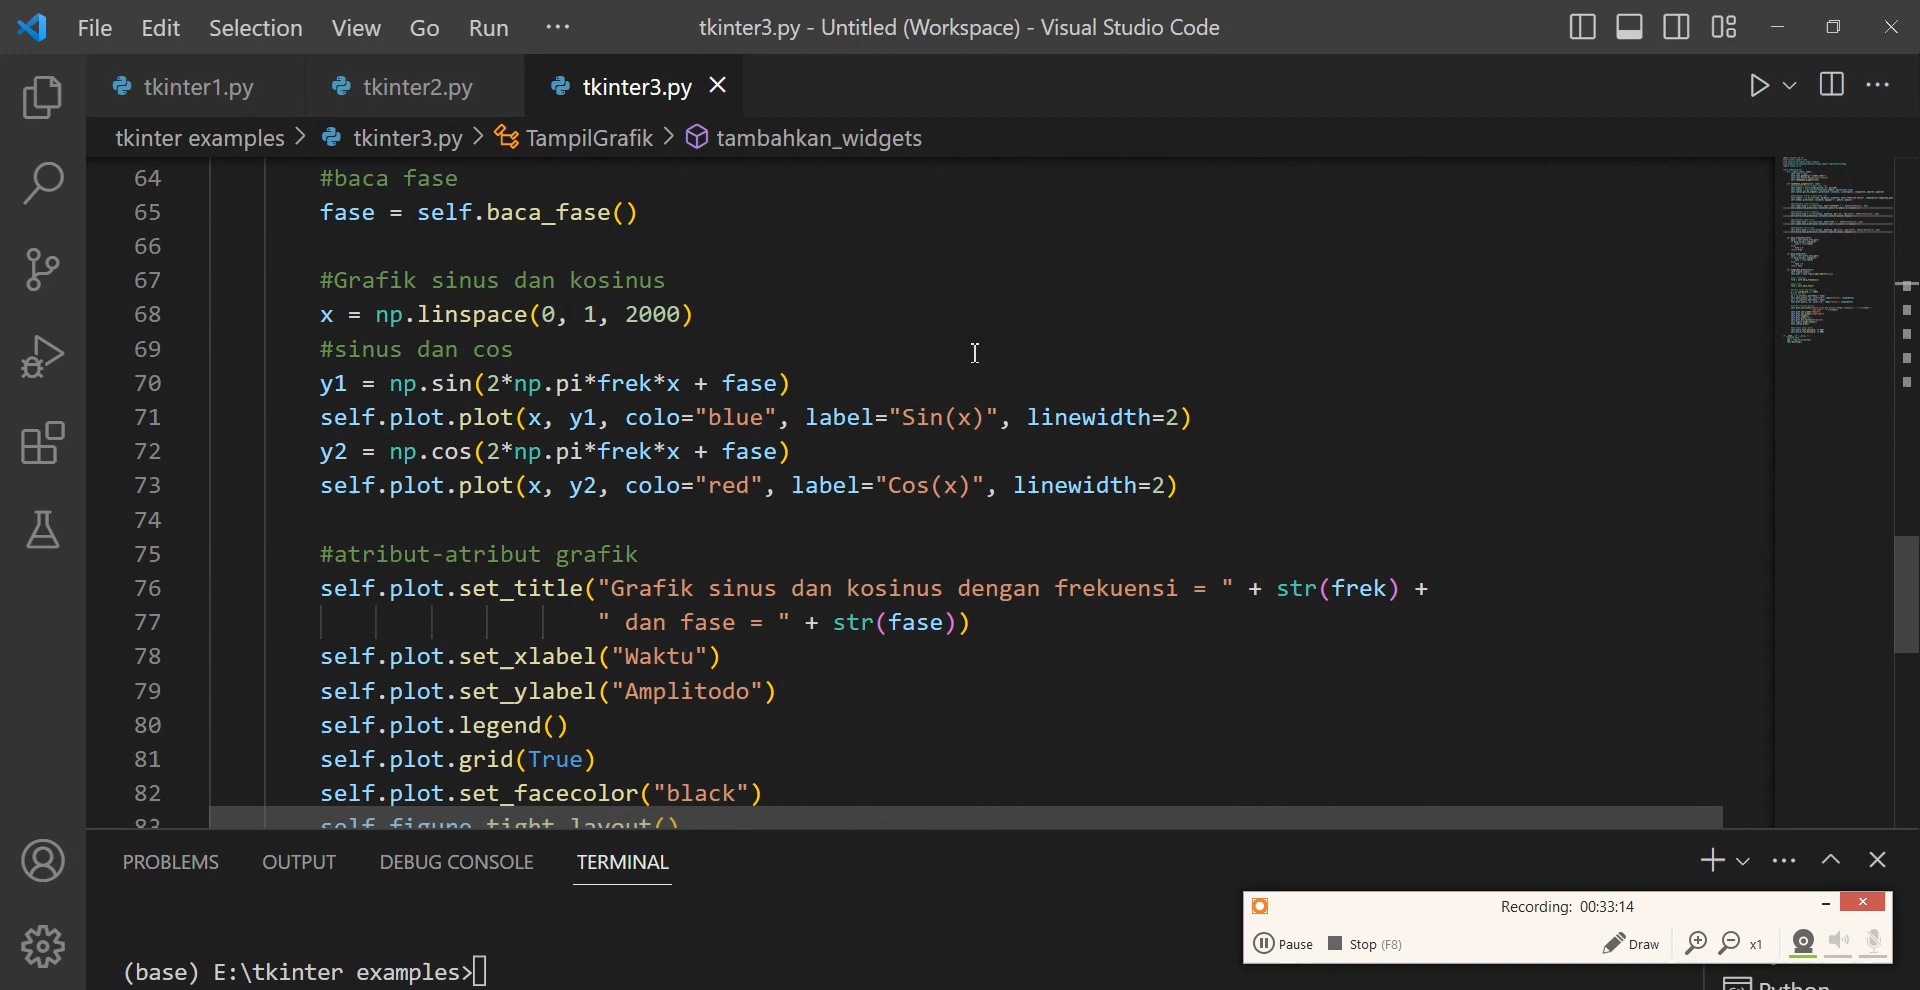 File Edit Selection View Go Run ··· tkinter3.py - Untitled (Workspace) - Visual Studio Code
tkinter1.py tkinter2.py tkinter3.py
tkinter examples > tkinter3.py > TampilGrafik > tambahkan_widgets
64 #baca fase
65 fase = self.baca_fase()
66
67 #Grafik sinus dan kosinus
68 x = np.linspace(0, 1, 2000)
69 #sinus dan cos
70 y1 = np.sin(2*np.pi*frek*x + fase)
71 self.plot.plot(x, y1, colo="blue", label="Sin(x)", linewidth=2)
72 y2 = np.cos(2*np.pi*frek*x + fase)
73 self.plot.plot(x, y2, colo="red", label="Cos(x)", linewidth=2)
74
75 #atribut-atribut grafik
76 self.plot.set_title("Grafik sinus dan kosinus dengan frekuensi = " + str(frek) +
77 " dan fase = " + str(fase))
78 self.plot.set_xlabel("Waktu")
79 self.plot.set_ylabel("Amplitodo")
80 self.plot.legend()
81 self.plot.grid(True)
82 self.plot.set_facecolor("black")
83 self.figure.tight_layout()
PROBLEMS OUTPUT DEBUG CONSOLE TERMINAL
Recording: 00:33:14
Pause Stop (F8) Draw x1
(base) E:\tkinter examples>
Python